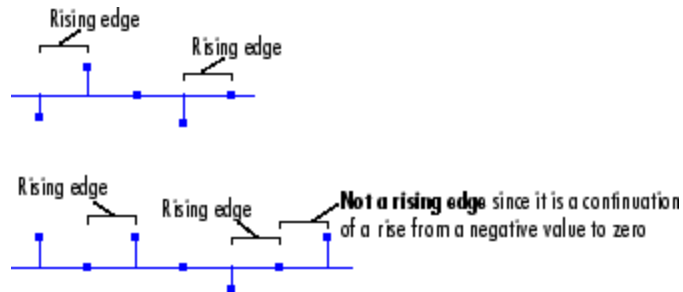 Rising edge
Rising edge
Rising edge
Rising edge
Not a rising edge since it is a continuation
of a rise from a negative value to zero